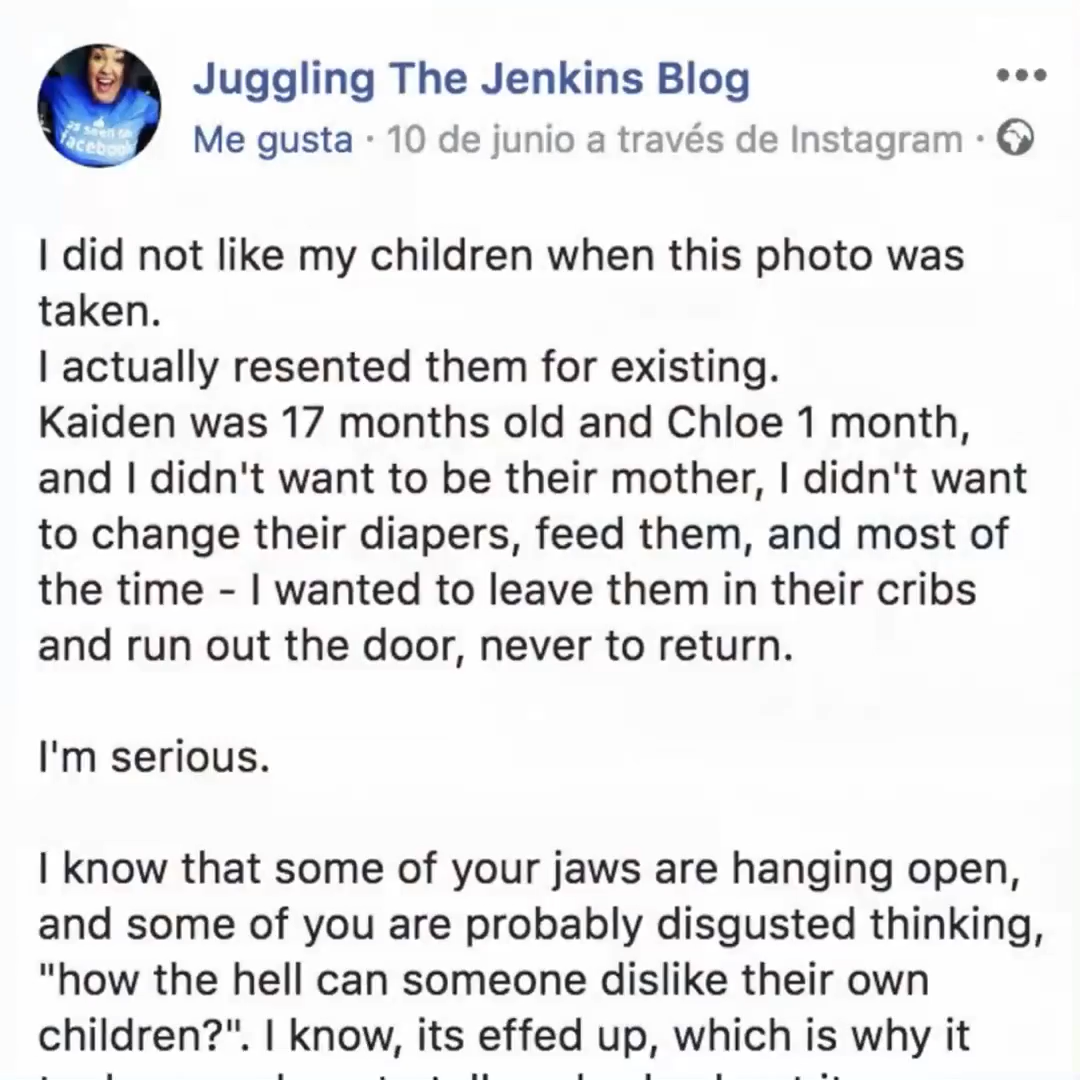 Juggling The Jenkins Blog
Me gusta · 10 de junio a través de Instagram ·
as seen on
facebook
I did not like my children when this photo was
taken.
I actually resented them for existing.
Kaiden was 17 months old and Chloe 1 month,
and I didn't want to be their mother, I didn't want
to change their diapers, feed them, and most of
the time - I wanted to leave them in their cribs
and run out the door, never to return.
I'm serious.
I know that some of your jaws are hanging open,
and some of you are probably disgusted thinking,
"how the hell can someone dislike their own
children?". I know, its effed up, which is why it